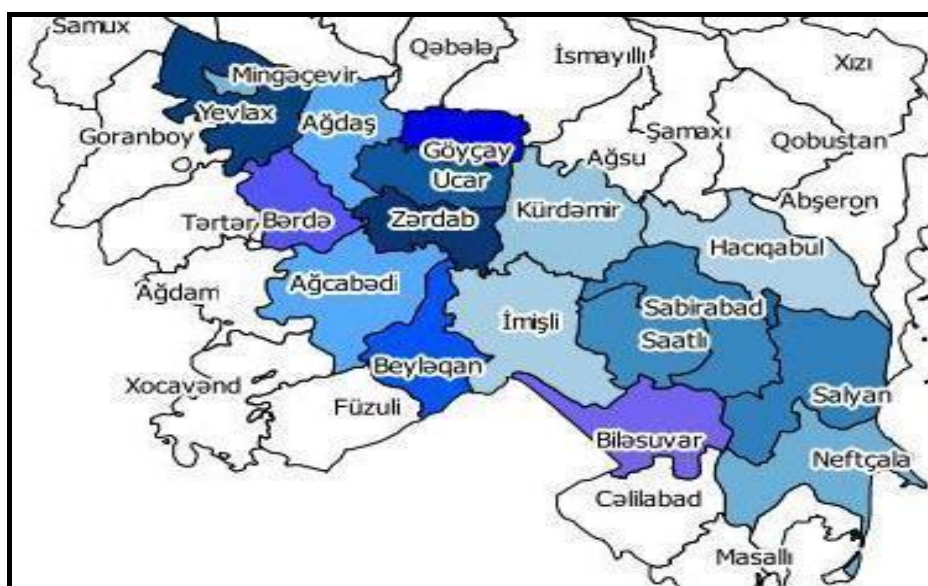 Samux
Qəbələ
İsmayıllı
Xızı
Mingəçevir
Yevlax
Ağdaş
Goranboy
Göyçay
Şamaxı
Qobustan
Ağsu
Ucar
Abşeron
Tərtər
Bərdə
Zərdab
Kürdəmir
Hacıqabul
Ağdam
Ağcabədi
İmişli
Sabirabad
Saatlı
Xocavənd
Beyləqan
Füzuli
Salyan
Biləsuvar
Neftçala
Cəlilabad
Masallı